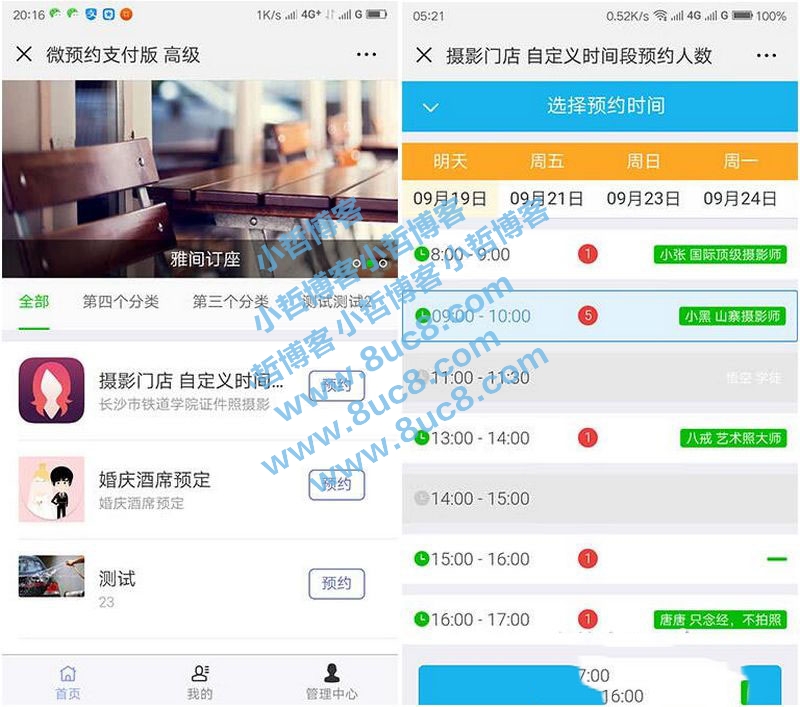 20:16
1K/s 4G+ G
微预约支付版 高级
雅间订座
全部 第四个分类 第三个分类 测试测试2
摄影门店 自定义时间...
长沙市铁道学院证件照摄影
预约
婚庆酒席预定
婚庆酒席预定
预约
测试
23
预约
首页 我的 管理中心
05:21
0.52K/s 4G G 100%
摄影门店 自定义时间段预约人数
选择预约时间
明天 周五 周日 周一
09月19日 09月21日 09月23日 09月24日
8:00 - 9:00 1 小张 国际顶级摄影师
09:00 - 10:00 5 小黑 山寨摄影师
11:00 - 11:30 悟空 学徒
13:00 - 14:00 1 八戒 艺术照大师
14:00 - 15:00
15:00 - 16:00 1
16:00 - 17:00 1 唐唐 只念经，不拍照
7:00
16:00
小哲博客小哲博客
小哲博客小哲博客
哲博客 www.8uc8.com
www.8uc8.com
www.8uc8.com